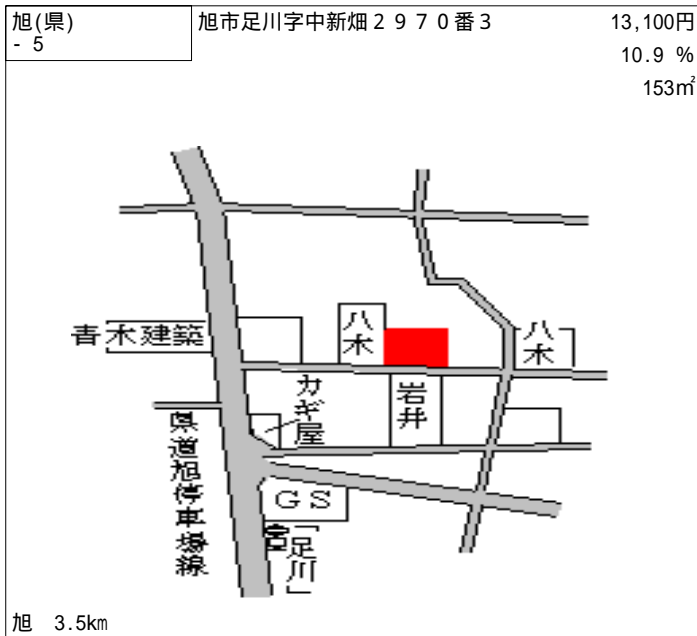 旭(県)
- 5
旭市足川字中新畑２９７０番３
13,100円
10.9 %
153㎡
青木建築
八木
八木
カギ屋
岩井
県道旭停車場線
ＧＳ
「足川」
旭 3.5km